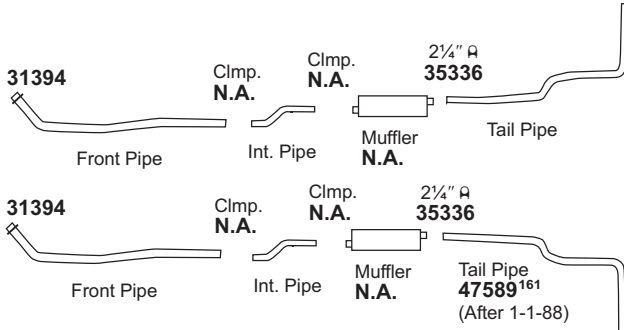 31394
Clmp.
N.A.
Clmp.
N.A.
2¼"
35336
Front Pipe
Int. Pipe
Muffler
N.A.
Tail Pipe
31394
Clmp.
N.A.
Clmp.
N.A.
2¼"
35336
Front Pipe
Int. Pipe
Muffler
N.A.
Tail Pipe
47589¹⁶¹
(After 1-1-88)